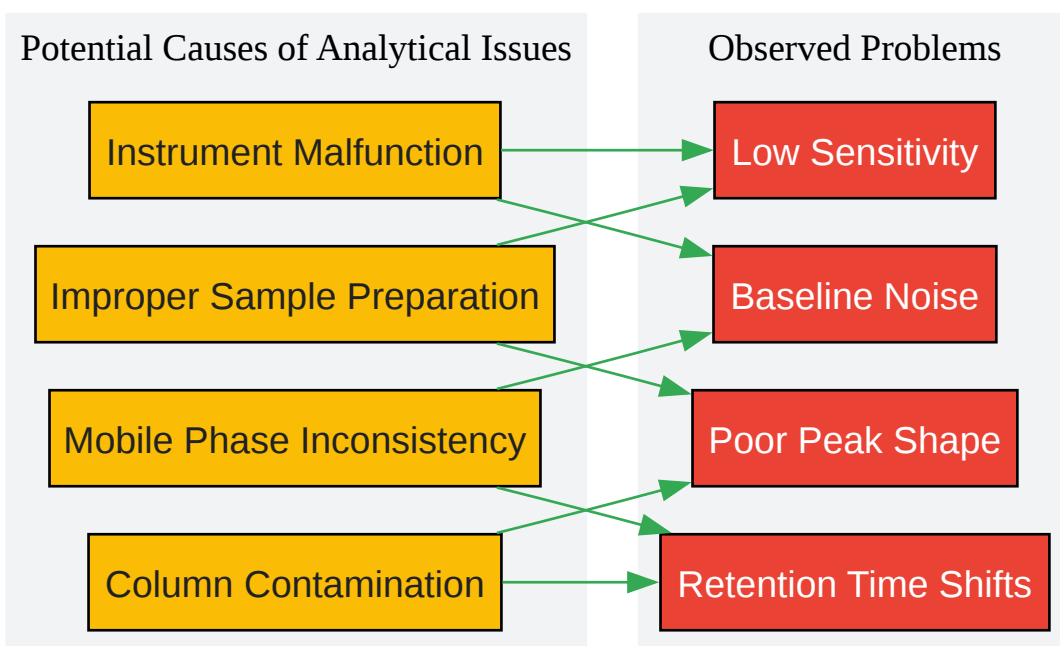 Potential Causes of Analytical Issues
Instrument Malfunction
Improper Sample Preparation
Mobile Phase Inconsistency
Column Contamination
Observed Problems
Low Sensitivity
Baseline Noise
Poor Peak Shape
Retention Time Shifts